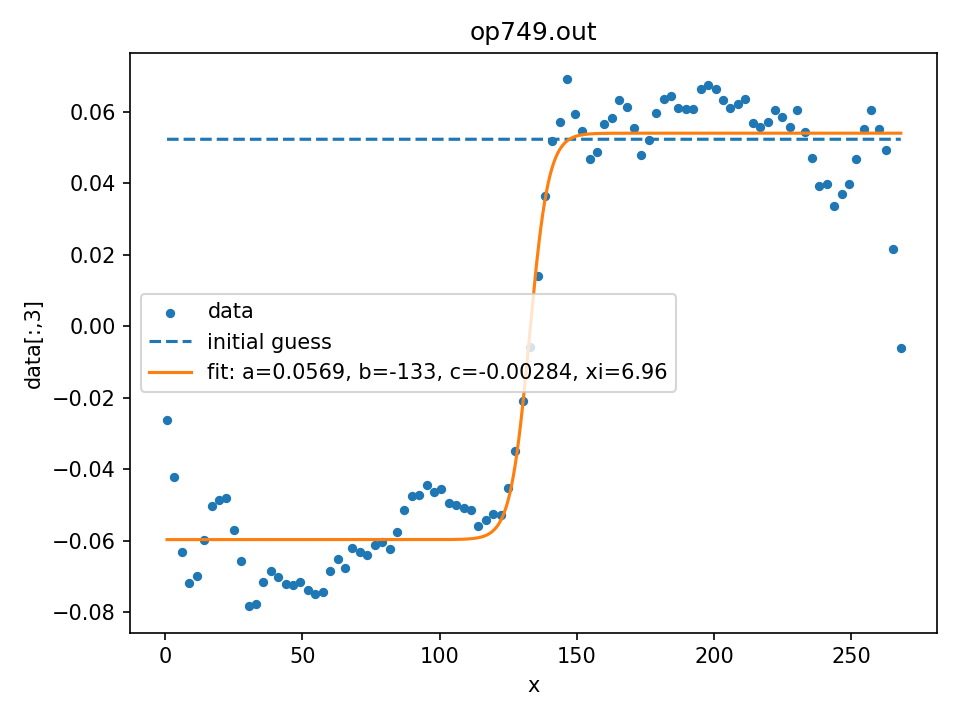 op749.out
0.06
0.04
0.02
0.00
−0.02
−0.04
−0.06
−0.08
data[:,3]
data
initial guess
fit: a=0.0569, b=-133, c=-0.00284, xi=6.96
0 50 100 150 200 250
x